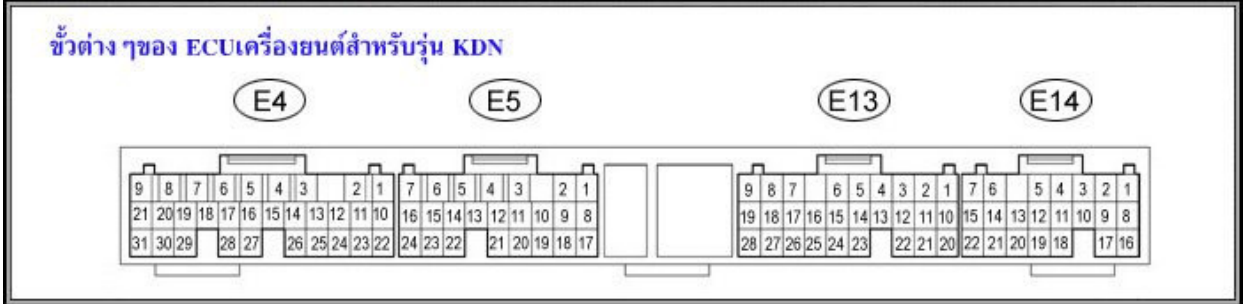 ขั้วต่าง ๆของ ECUเครื่องยนต์สำหรับรุ่น KDN
E4 E5 E13 E14
9 8 7 6 5 4 3 2 1 7 6 5 4 3 2 1 9 8 7 6 5 4 3 2 1 7 6 5 4 3 2 1
21 20 19 18 17 16 15 14 13 12 11 10 16 15 14 13 12 11 10 9 8 19 18 17 16 15 14 13 12 11 10 15 14 13 12 11 10 9 8
31 30 29 28 27 26 25 24 23 22 24 23 22 21 20 19 18 17 28 27 26 25 24 23 22 21 20 22 21 20 19 18 17 16